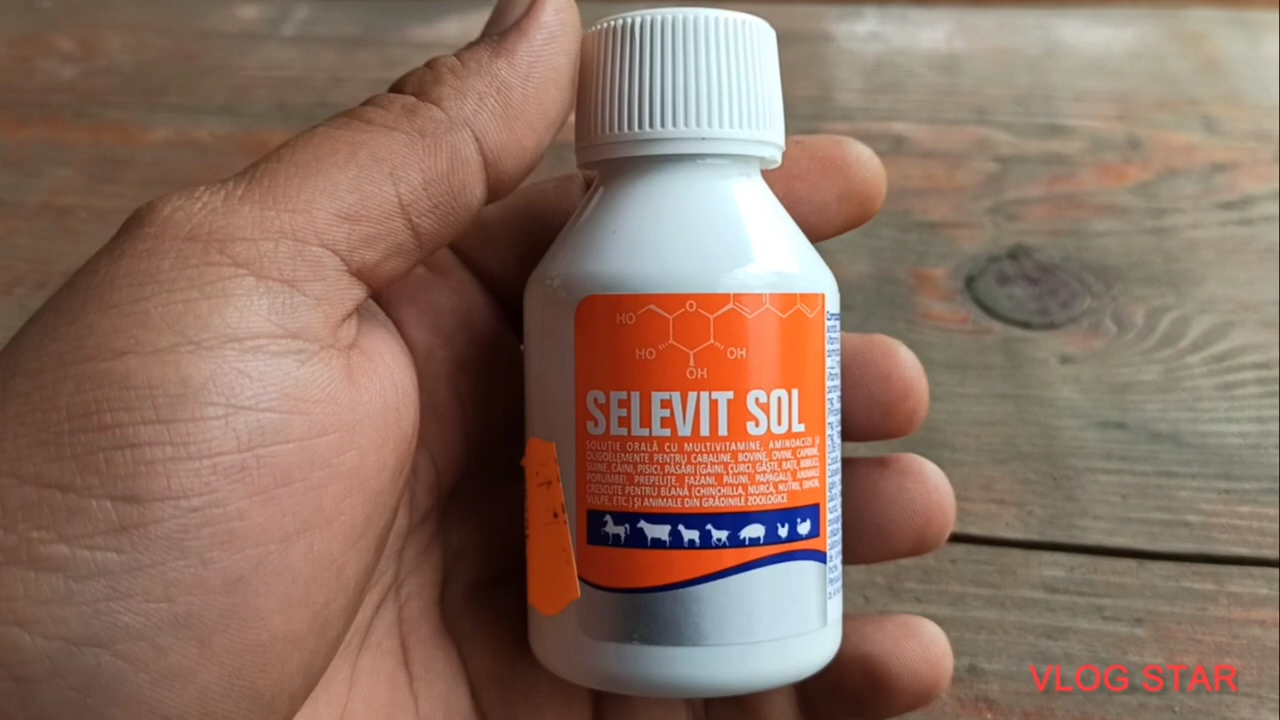 HO
O
HO
OH
OH
SELEVIT SOL
SOLUȚIE ORALĂ CU MULTIVITAMINE, AMINOACIZI ȘI
OLIGOELEMENTE PENTRU CABALINE, BOVINE, OVINE, CAPRINE,
SUINE, CÂINI, PISICI, PĂSĂRI (GĂINI, CURCI, GÂȘTE, RAȚE, BIBILICI,
PORUMBEI, PREPELIȚE, FAZANI, PĂUNI, PAPAGALI), ANIMALE
CRESCUTE PENTRU BLANĂ (CHINCHILLA, NURCĂ, NUTRII, DIHOR,
VULPE, ETC.) ȘI ANIMALE DIN GRĂDINILE ZOOLOGICE
VLOG STAR